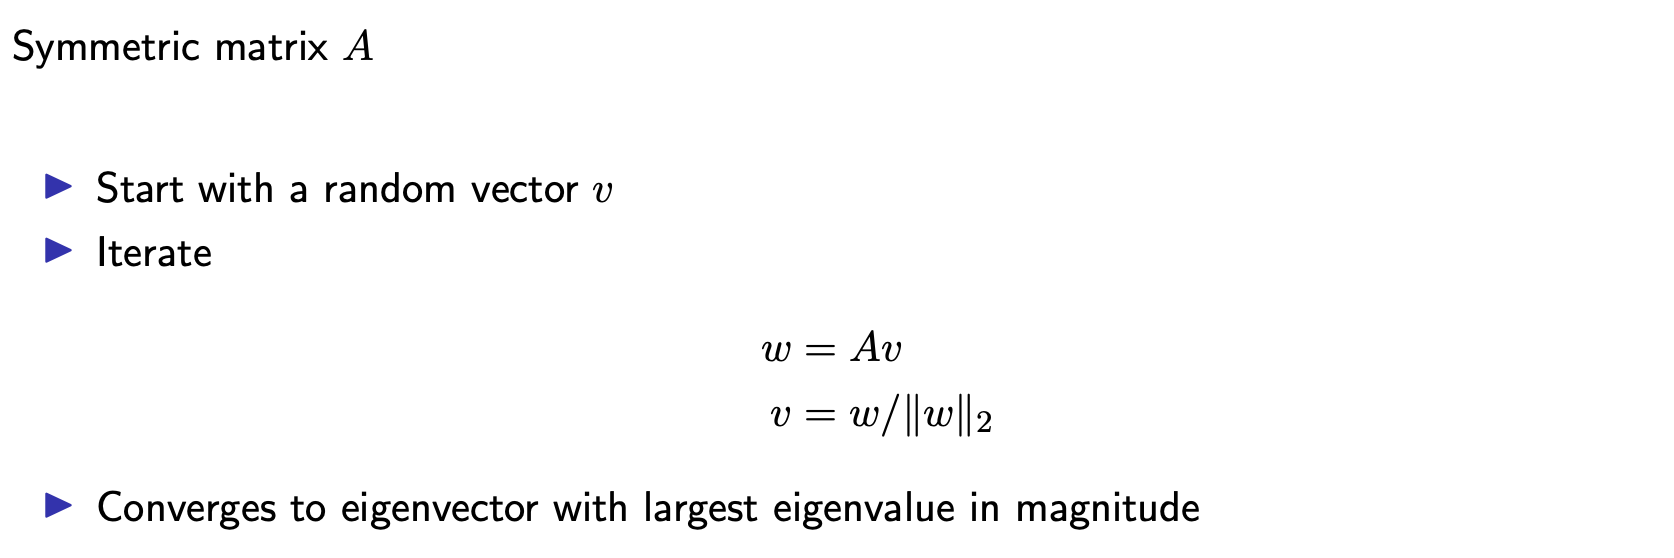 Symmetric matrix A
▶ Start with a random vector v
▶ Iterate
w = Av
v = w/‖w‖₂
▶ Converges to eigenvector with largest eigenvalue in magnitude